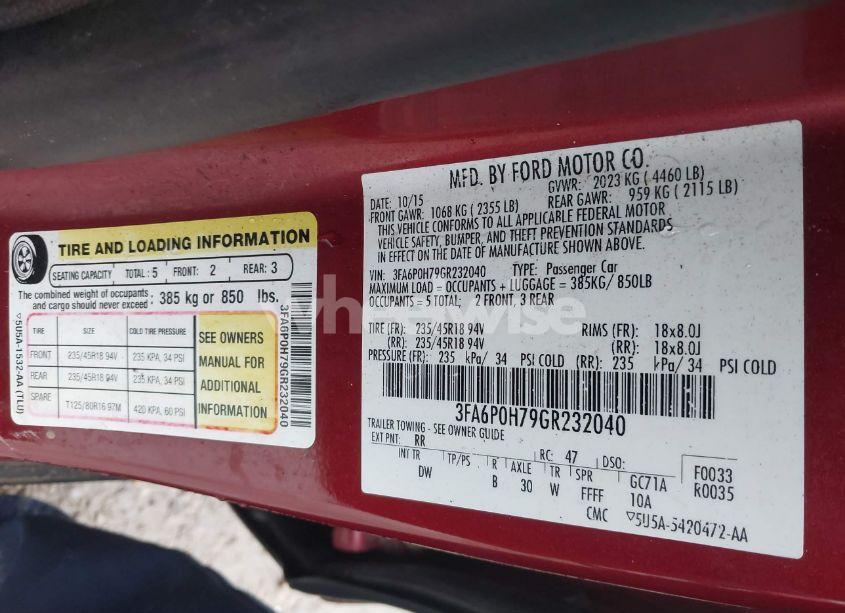 TIRE AND LOADING INFORMATION
SEATING CAPACITY TOTAL : 5 FRONT: 2 REAR: 3
The combined weight of occupants and cargo should never exceed : 385 kg or 850 lbs.
TIRE SIZE COLD TIRE PRESSURE
FRONT 235/45R18 94V 235 KPA, 34 PSI
REAR 235/45R18 94V 235 KPA, 34 PSI
SPARE T125/80R16 97M 420 KPA, 60 PSI
SEE OWNERS
MANUAL FOR
ADDITIONAL
INFORMATION
5U5A-1532-AA (TLU)
3FA6P0H79GR232040
MFD. BY FORD MOTOR CO.
DATE: 10/15 GVWR: 2023 KG ( 4460 LB)
FRONT GAWR: 1068 KG ( 2355 LB) REAR GAWR: 959 KG ( 2115 LB)
THIS VEHICLE CONFORMS TO ALL APPLICABLE FEDERAL MOTOR
VEHICLE SAFETY, BUMPER, AND THEFT PREVENTION STANDARDS
IN EFFECT ON THE DATE OF MANUFACTURE SHOWN ABOVE.
VIN: 3FA6P0H79GR232040 TYPE: Passenger Car
MAXIMUM LOAD = OCCUPANTS + LUGGAGE = 385KG/ 850LB
OCCUPANTS = 5 TOTAL; 2 FRONT, 3 REAR
TIRE (FR): 235/45R18 94V RIMS (FR): 18x8.0J
(RR): 235/45R18 94V (RR): 18x8.0J
PRESSURE (FR): 235 kPa/ 34 PSI COLD (RR): 235 kPa/ 34 PSI COLD
3FA6P0H79GR232040
TRAILER TOWING - SEE OWNER GUIDE
EXT PNT: RR RC: 47 DSO:
INT TR TP/PS R AXLE TR SPR GC71A F0033
DW B 30 W FFFF 10A R0035
CMC 5U5A-5420472-AA
wheelwise